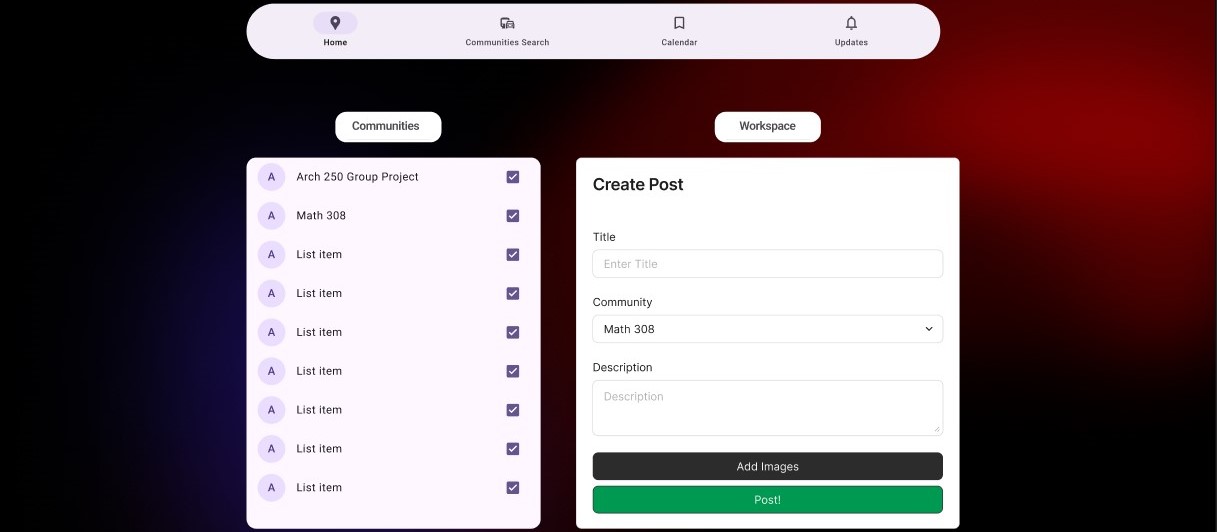 Home
Communities Search
Calendar
Updates
Communities
A Arch 250 Group Project
A Math 308
A List item
A List item
A List item
A List item
A List item
A List item
A List item
Workspace
Create Post
Title
Enter Title
Community
Math 308
Description
Description
Add Images
Post!